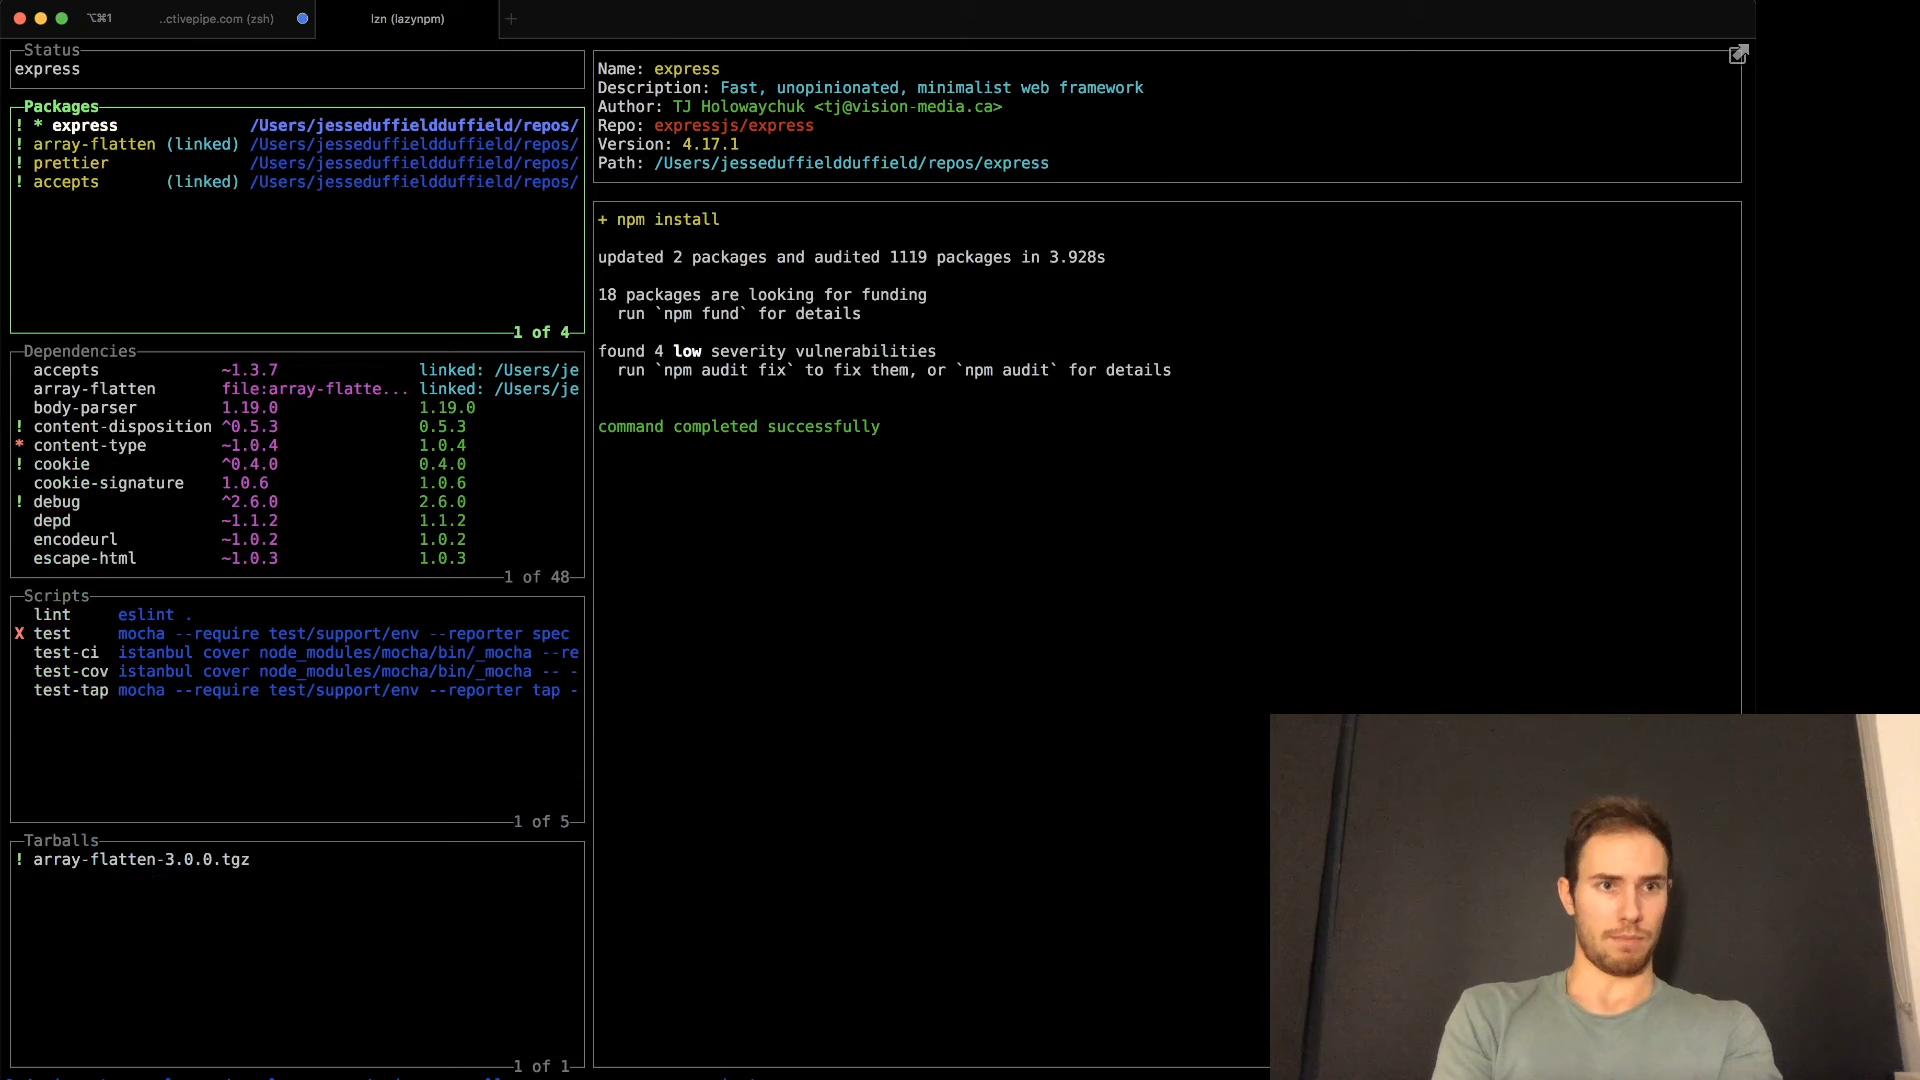 ⌥⌘1 ..ctivepipe.com (zsh) lzn (lazynpm) +
Status
express
Packages
! * express /Users/jesseduffieldduffield/repos/
! array-flatten (linked) /Users/jesseduffieldduffield/repos/
! prettier /Users/jesseduffieldduffield/repos/
! accepts (linked) /Users/jesseduffieldduffield/repos/
1 of 4
Dependencies
accepts ~1.3.7 linked: /Users/je
array-flatten file:array-flatte... linked: /Users/je
body-parser 1.19.0 1.19.0
! content-disposition ^0.5.3 0.5.3
* content-type ~1.0.4 1.0.4
! cookie ^0.4.0 0.4.0
cookie-signature 1.0.6 1.0.6
! debug ^2.6.0 2.6.0
depd ~1.1.2 1.1.2
encodeurl ~1.0.2 1.0.2
escape-html ~1.0.3 1.0.3
1 of 48
Scripts
lint eslint .
X test mocha --require test/support/env --reporter spec
test-ci istanbul cover node_modules/mocha/bin/_mocha --re
test-cov istanbul cover node_modules/mocha/bin/_mocha -- -
test-tap mocha --require test/support/env --reporter tap -
1 of 5
Tarballs
! array-flatten-3.0.0.tgz
1 of 1
Name: express
Description: Fast, unopinionated, minimalist web framework
Author: TJ Holowaychuk <tj@vision-media.ca>
Repo: expressjs/express
Version: 4.17.1
Path: /Users/jesseduffieldduffield/repos/express
+ npm install
updated 2 packages and audited 1119 packages in 3.928s
18 packages are looking for funding
run `npm fund` for details
found 4 low severity vulnerabilities
run `npm audit fix` to fix them, or `npm audit` for details
command completed successfully